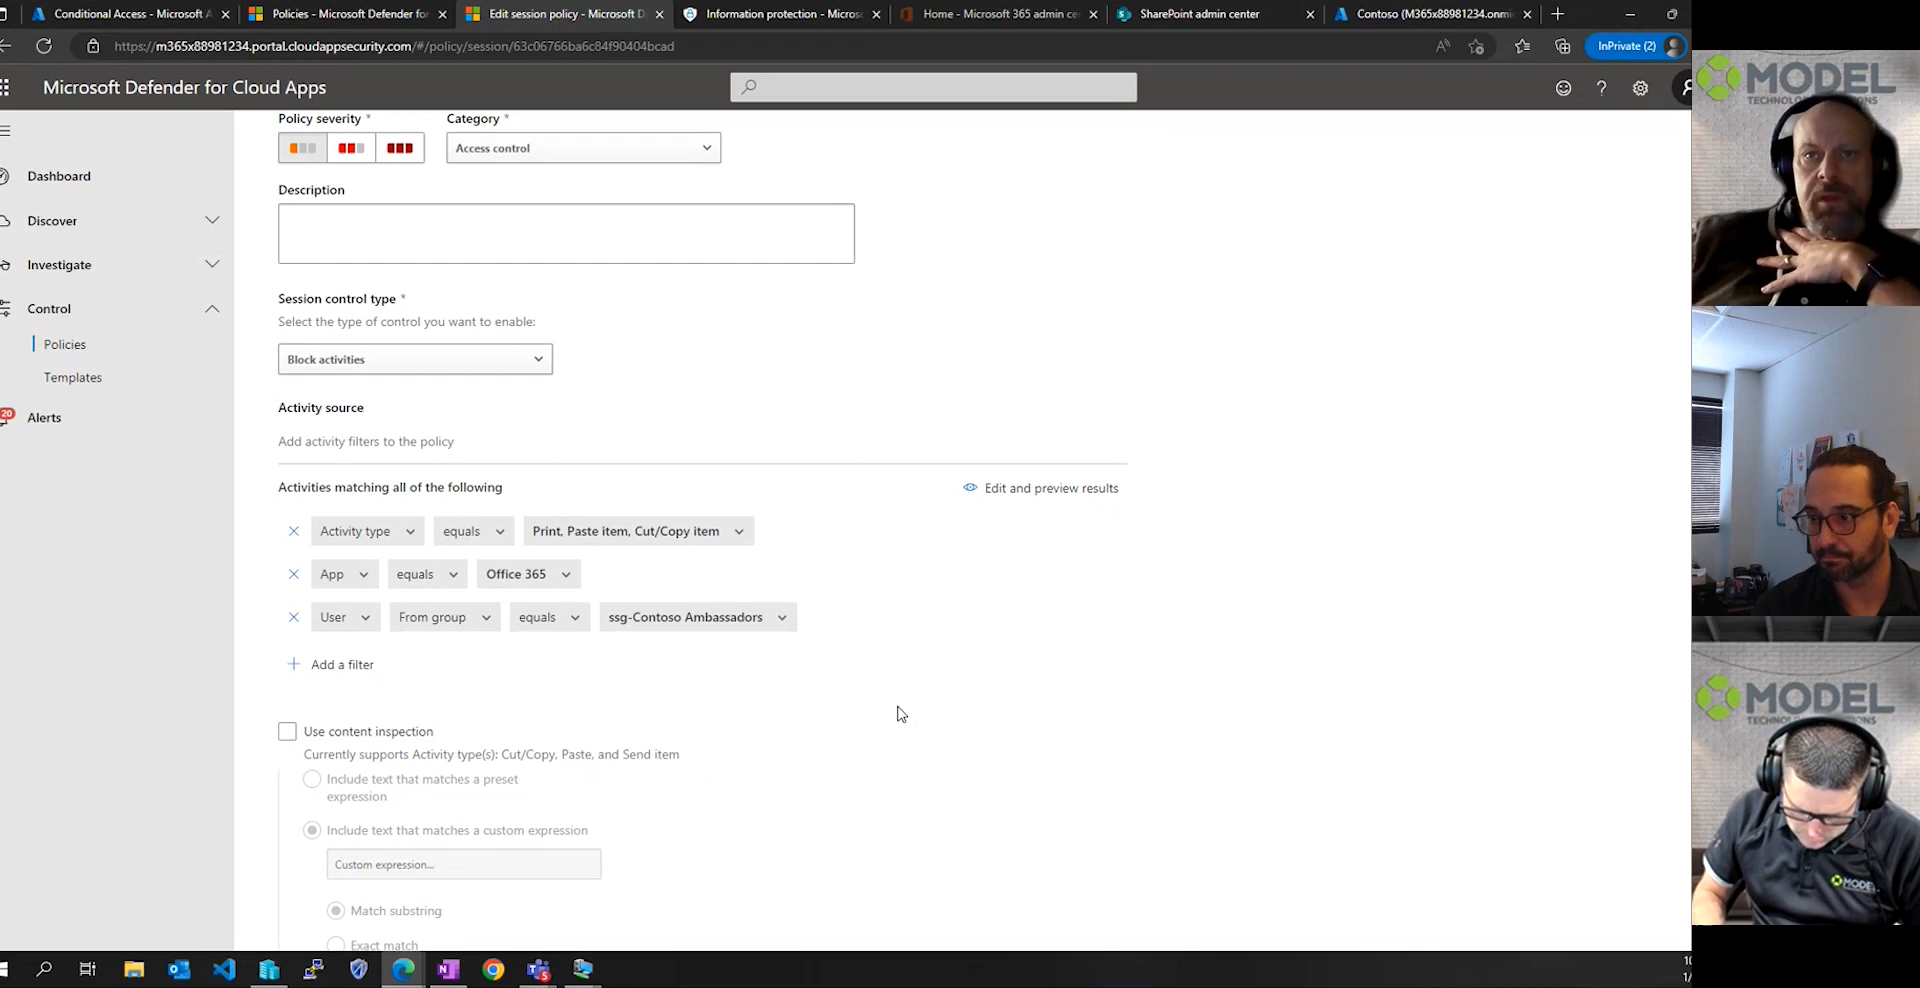 Conditional Access - Microsoft A
Policies - Microsoft Defender for
Edit session policy - Microsoft D
Information protection - Micros
Home - Microsoft 365 admin ce
SharePoint admin center
Contoso (M365x88981234.onmi
https://m365x88981234.portal.cloudappsecurity.com/#/policy/session/63c06766ba6c84f90404bcad
InPrivate (2)
Microsoft Defender for Cloud Apps
Policy severity *
Category *
Access control
Description
Dashboard
Discover
Investigate
Control
Policies
Templates
20
Alerts
Session control type *
Select the type of control you want to enable:
Block activities
Activity source
Add activity filters to the policy
Activities matching all of the following
Edit and preview results
Activity type equals Print, Paste item, Cut/Copy item
App equals Office 365
User From group equals ssg-Contoso Ambassadors
Add a filter
Use content inspection
Currently supports Activity type(s): Cut/Copy, Paste, and Send item
Include text that matches a preset
expression
Include text that matches a custom expression
Custom expression...
Match substring
Exact match
MODEL
MODEL
MODEL